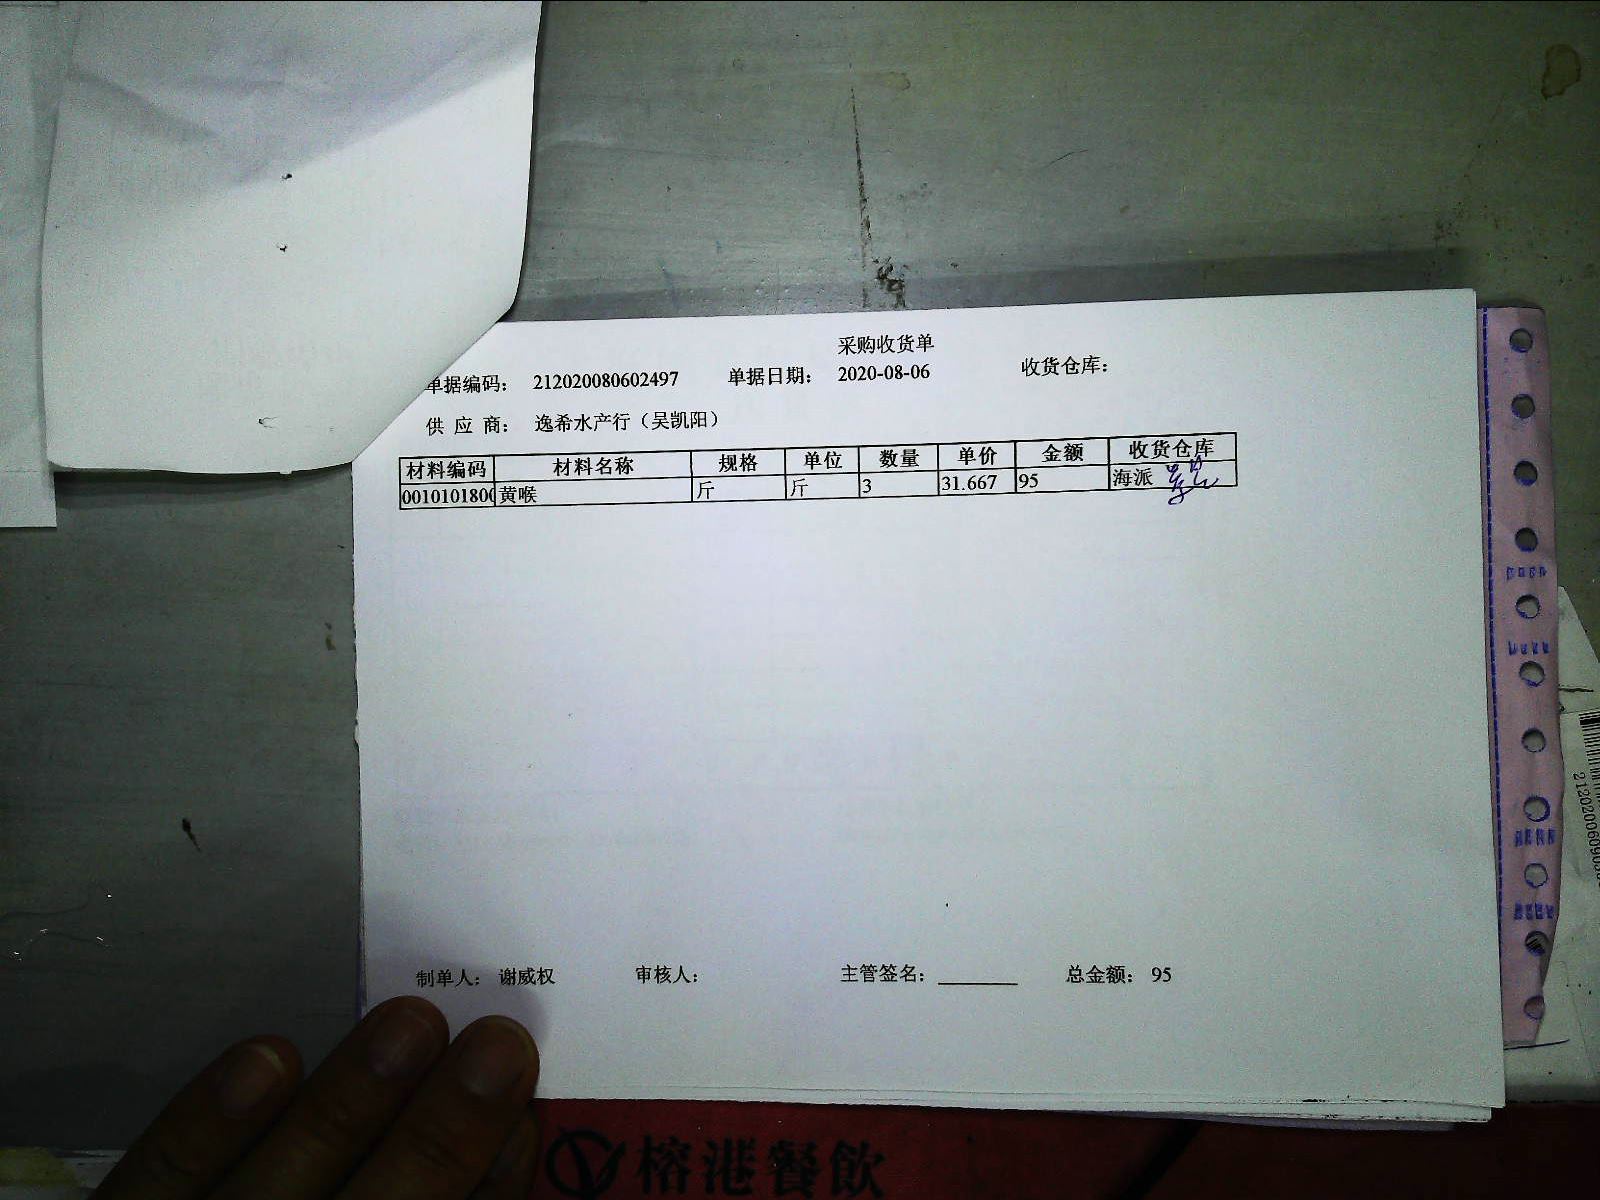 采购收货单
单据编码: 212020080602497 单据日期: 2020-08-06 收货仓库:
供应商: 逸希水产行（吴凯阳）
材料编码 材料名称 规格 单位 数量 单价 金额 收货仓库
0010101800 黄喉 斤 斤 3 31.667 95 海派
制单人: 谢威权 审核人: 主管签名: 总金额: 95
榕港餐飲